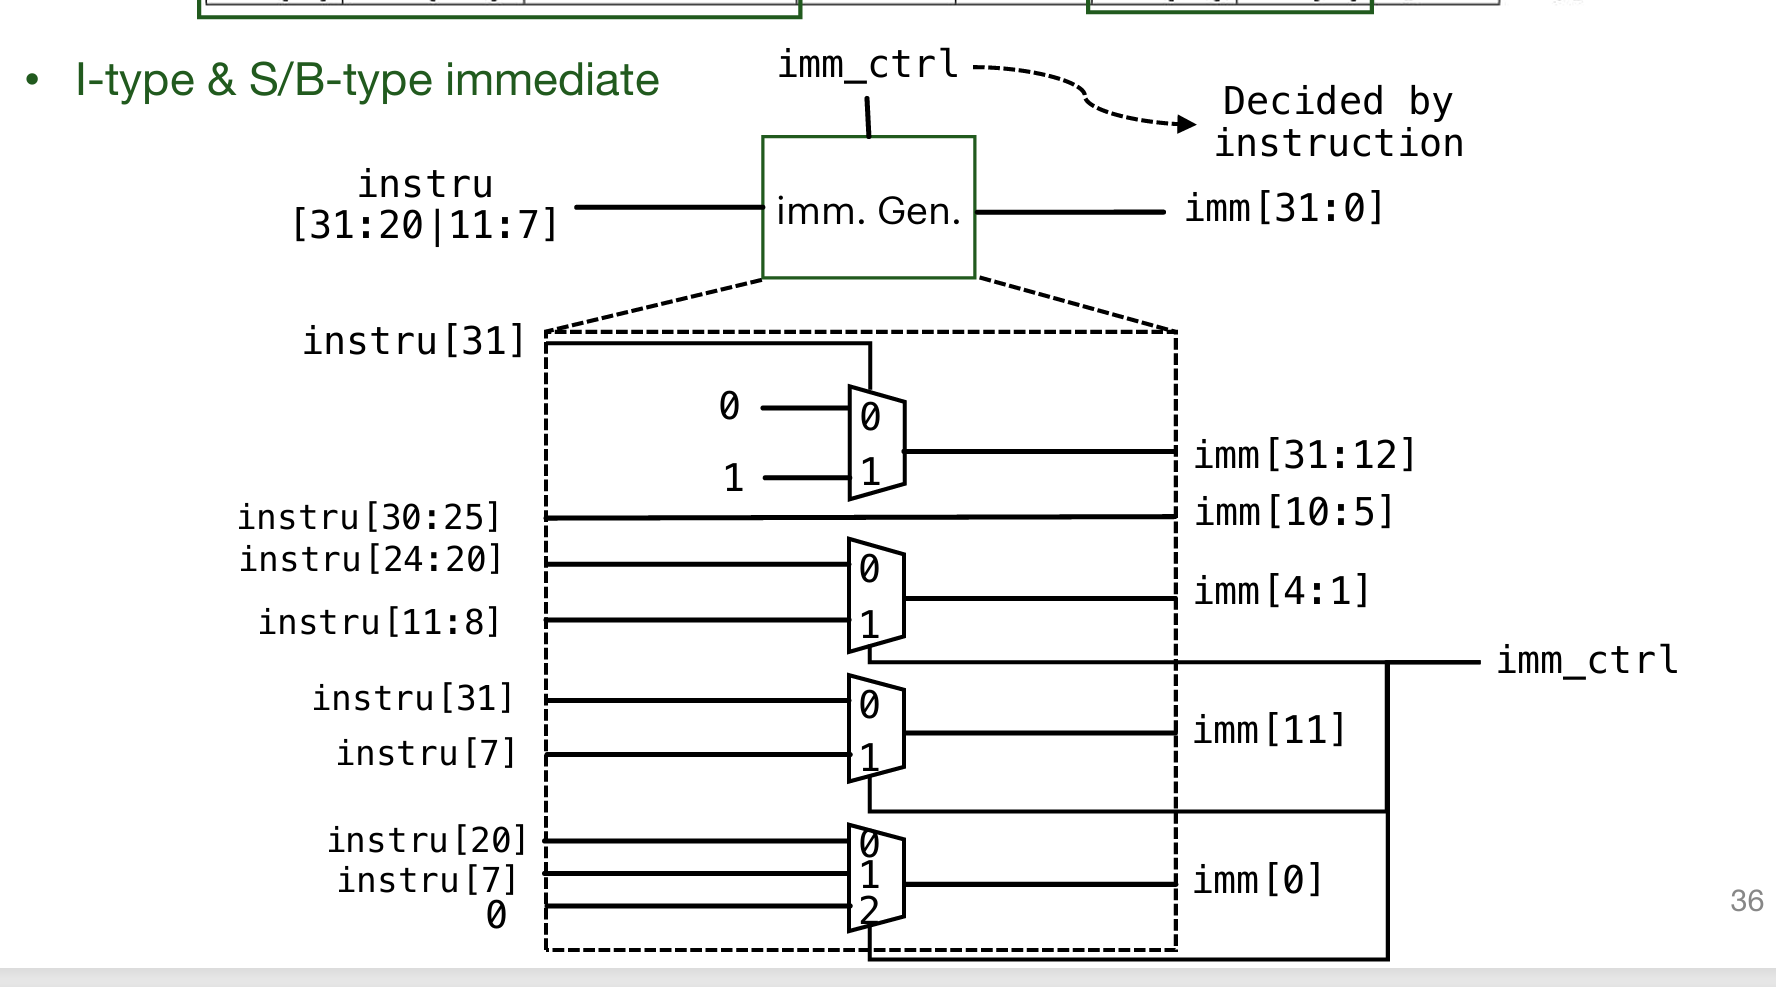 • I-type & S/B-type immediate
imm_ctrl
Decided by
instruction
instru
[31:20|11:7]
imm. Gen.
imm[31:0]
instru[31]
0
0
1
1
imm[31:12]
instru[30:25]
imm[10:5]
instru[24:20]
0
imm[4:1]
instru[11:8]
1
imm_ctrl
instru[31]
0
imm[11]
instru[7]
1
instru[20]
0
instru[7]
1
imm[0]
0
2
36